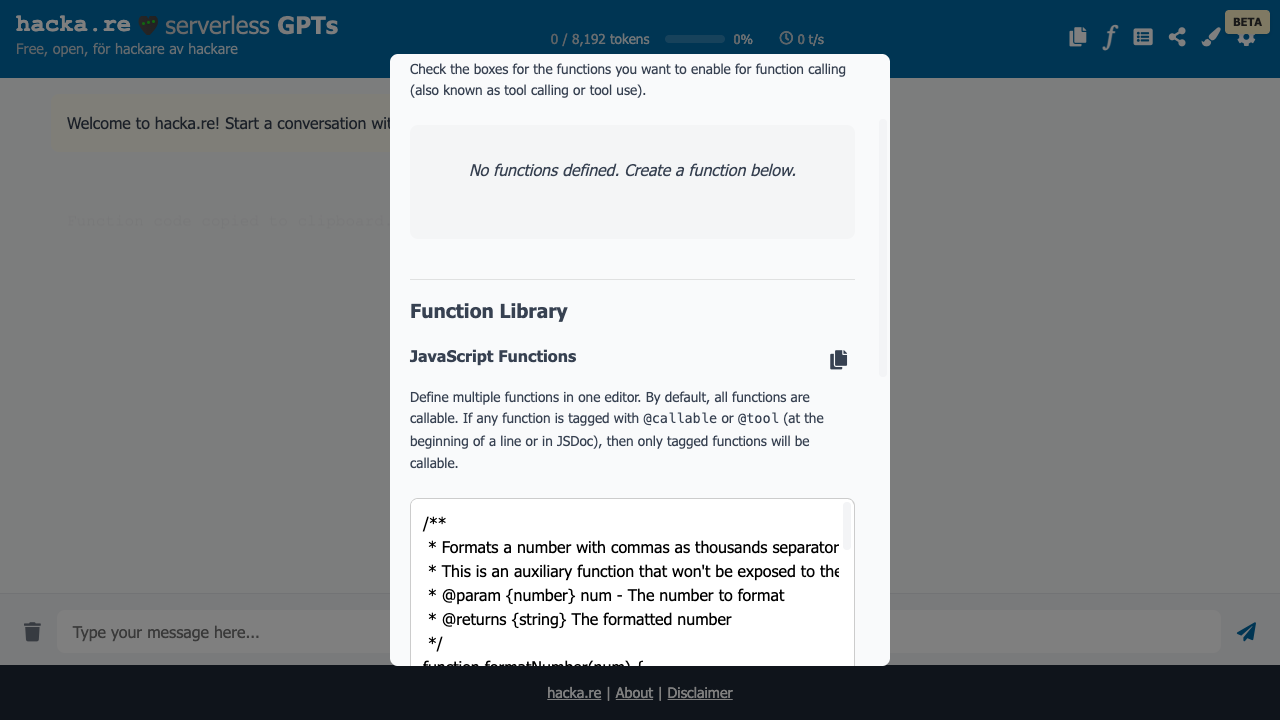 hacka.re serverless GPTs
Free, open, för hackare av hackare
0 / 8,192 tokens 0% 0 t/s
BETA
Check the boxes for the functions you want to enable for function calling
(also known as tool calling or tool use).
Welcome to hacka.re! Start a conversation wit
No functions defined. Create a function below.
Function Library
JavaScript Functions
Define multiple functions in one editor. By default, all functions are
callable. If any function is tagged with @callable or @tool (at the
beginning of a line or in JSDoc), then only tagged functions will be
callable.
/**
* Formats a number with commas as thousands separator
* This is an auxiliary function that won't be exposed to the
* @param {number} num - The number to format
* @returns {string} The formatted number
*/
function formatNumber(num) {
Type your message here...
hacka.re | About | Disclaimer